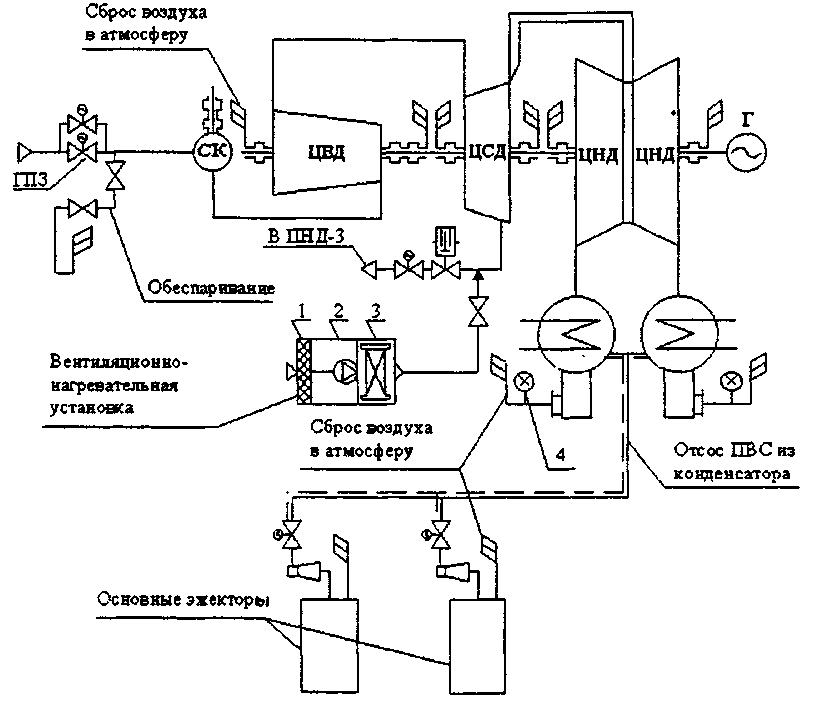 Сброс воздуха
в атмосферу
Г
СК
ЦВД
ЦСД
ЦНД
ЦНД
ГПЗ
В ПНД-3
Обеспаривание
1
2
3
Вентиляционно-
нагревательная
установка
Сброс воздуха
в атмосферу
4
Отсос ПВС из
конденсатора
Основные эжекторы